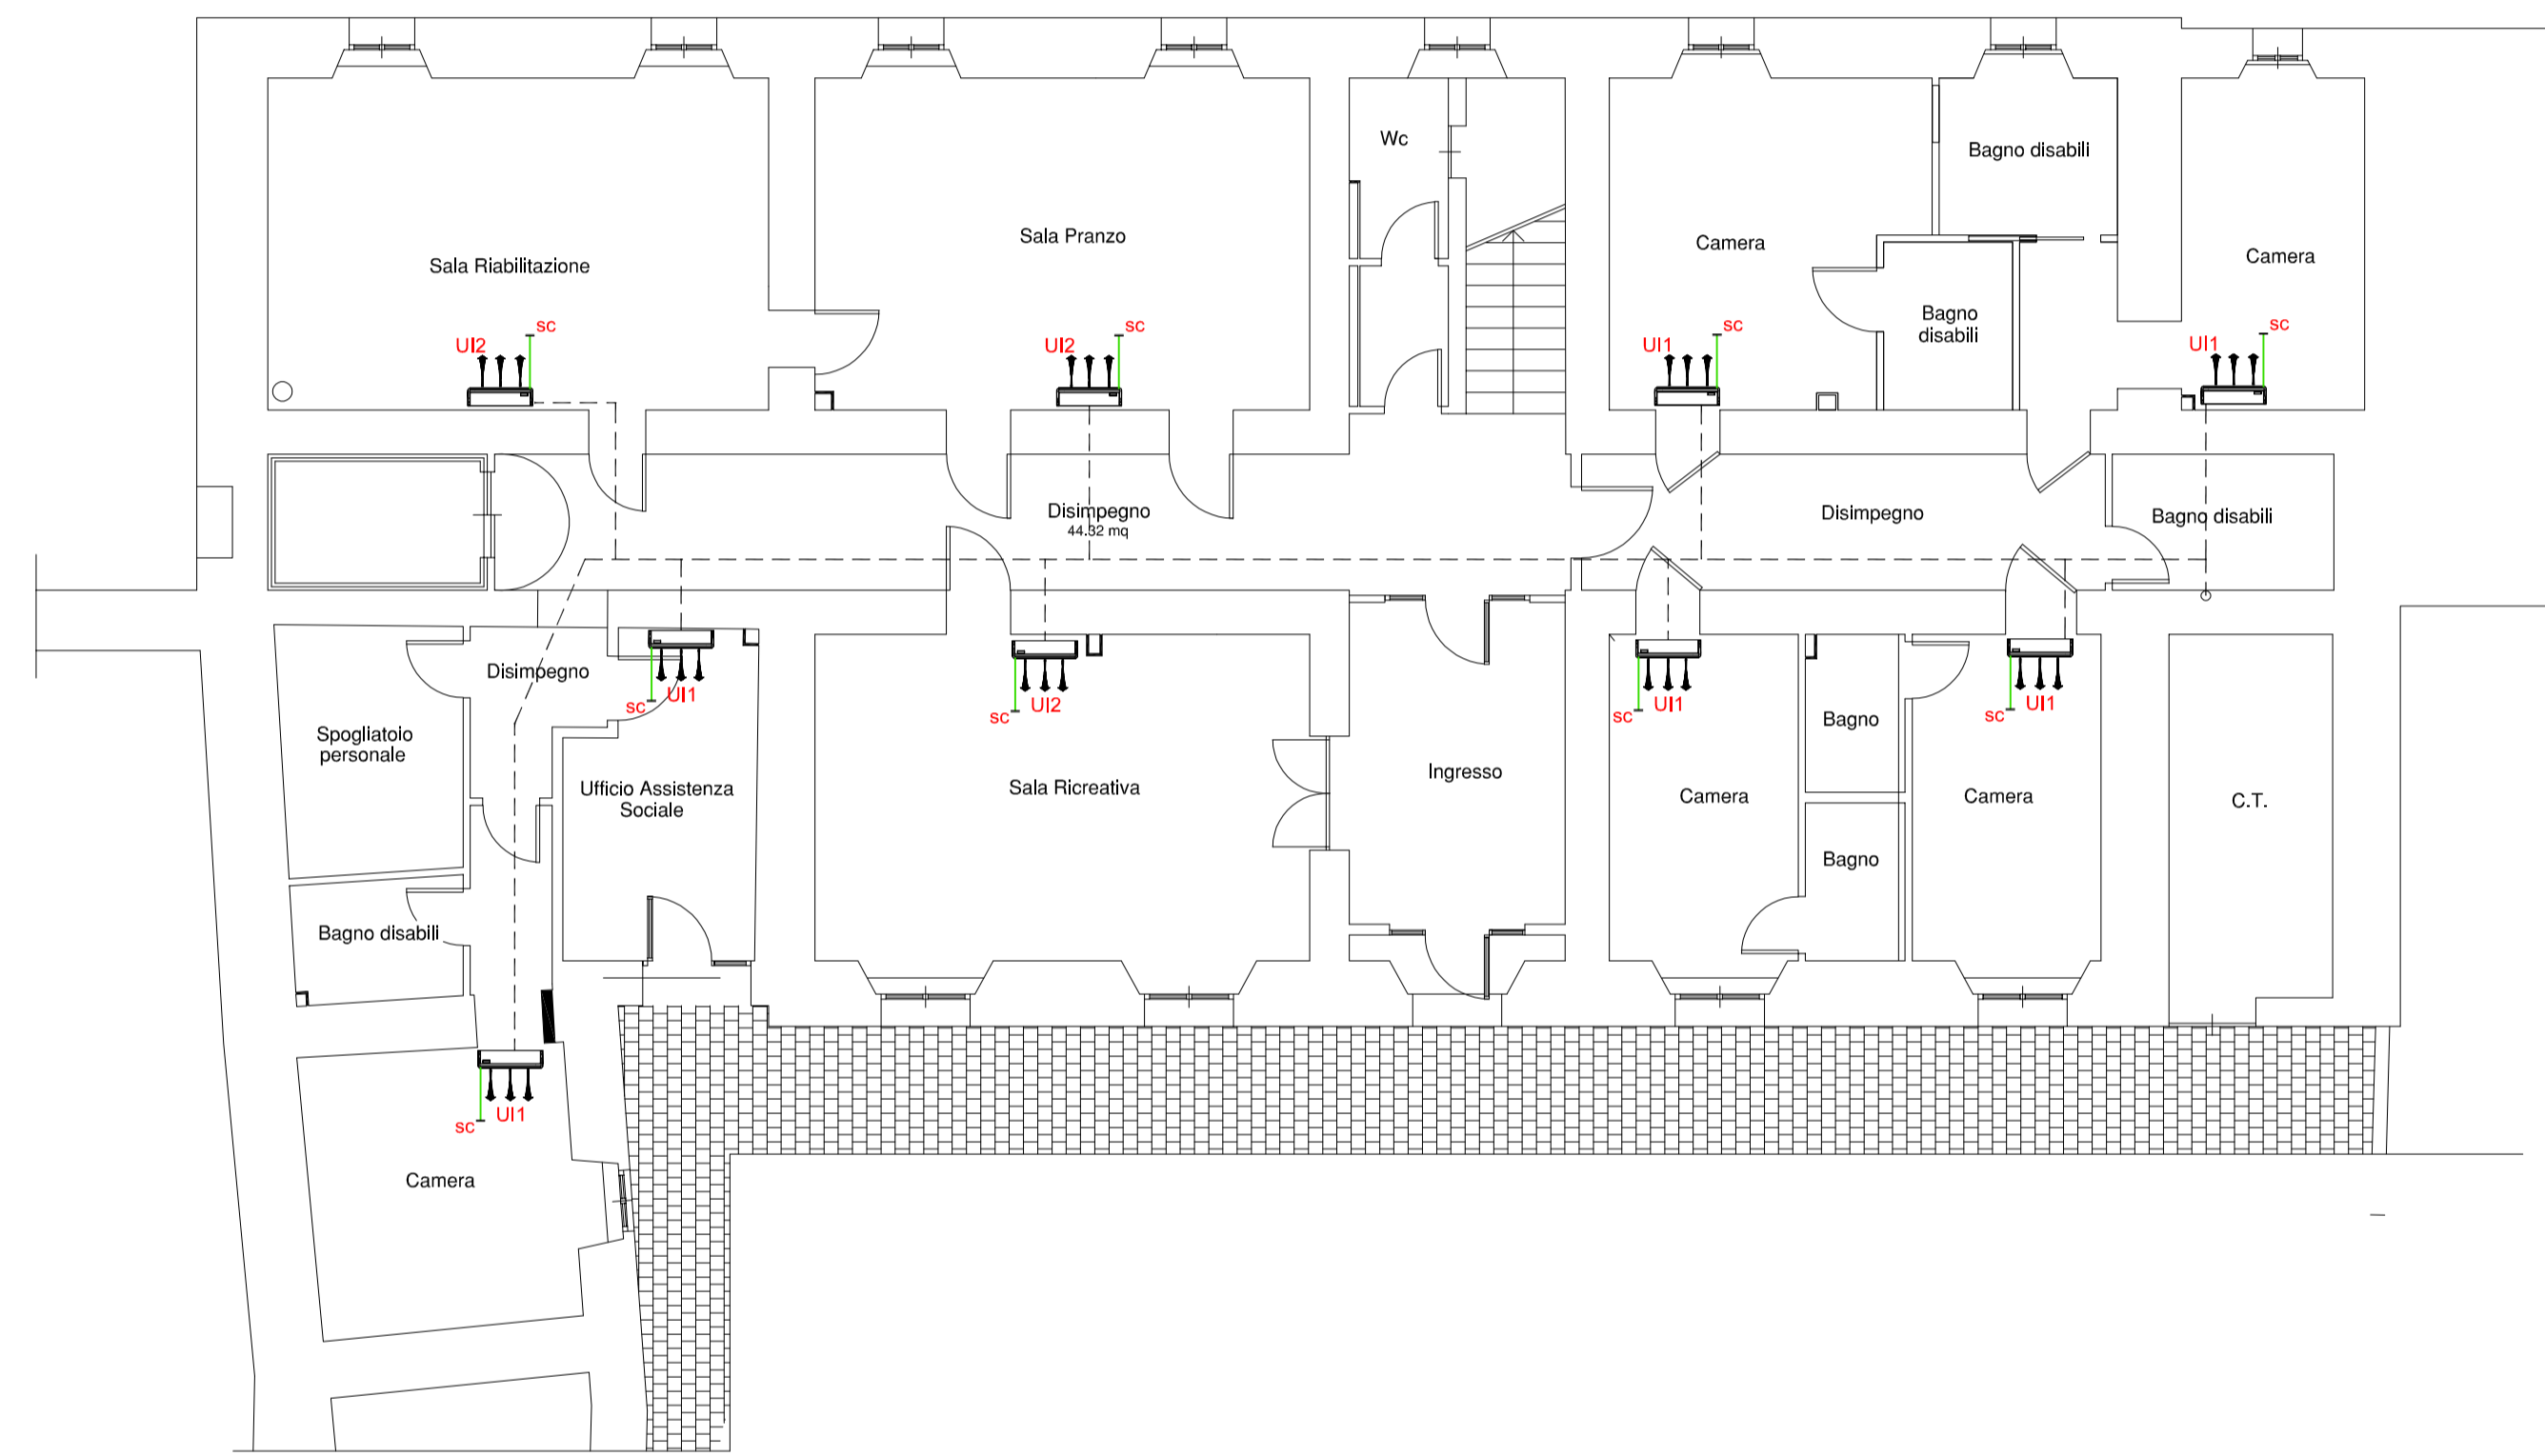 Wc
Bagno disabili
Sala Pranzo
Camera
Camera
Sala Riabilitazione
Bagno
disabili
sc
sc
sc
sc
UI2
UI2
UI1
UI1
Disimpegno
44.32 mq
Disimpegno
Bagno disabili
Disimpegno
UI1
sc
UI2
sc
UI1
sc
UI1
sc
Spogliatoio
personale
Bagno
Ingresso
Ufficio Assistenza
Sociale
Sala Ricreativa
Camera
Camera
C.T.
Bagno
Bagno disabili
UI1
sc
Camera